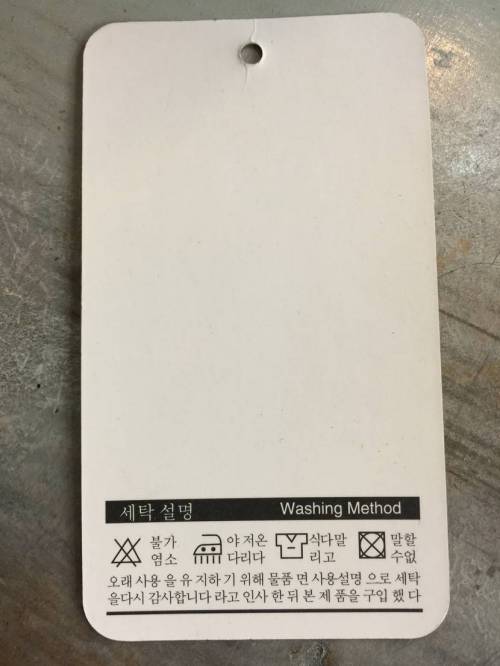 세탁 설명 Washing Method
불가 염소
야 저온 다리다
식다말 리고
말할 수없
오래 사용 을 유 지하 기 위해 물품 면 사용설명 으로 세탁
을다시 감사합니다 라고 인사 한 뒤 본 제 품을 구입 했 다